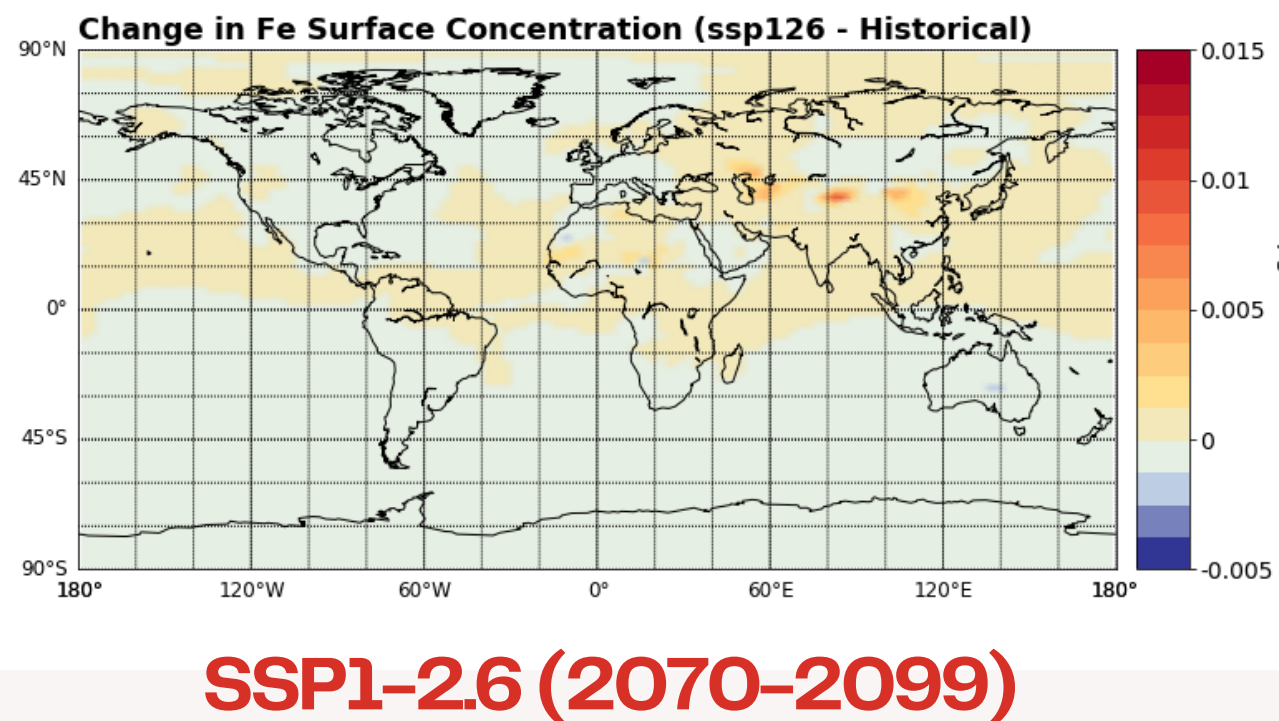 Change in Fe Surface Concentration (ssp126 - Historical)
90°N
45°N
0°
45°S
90°S
180°
120°W
60°W
0°
60°E
120°E
180°
0.015
0.01
0.005
0
-0.005
SSP1–2.6 (2070–2099)